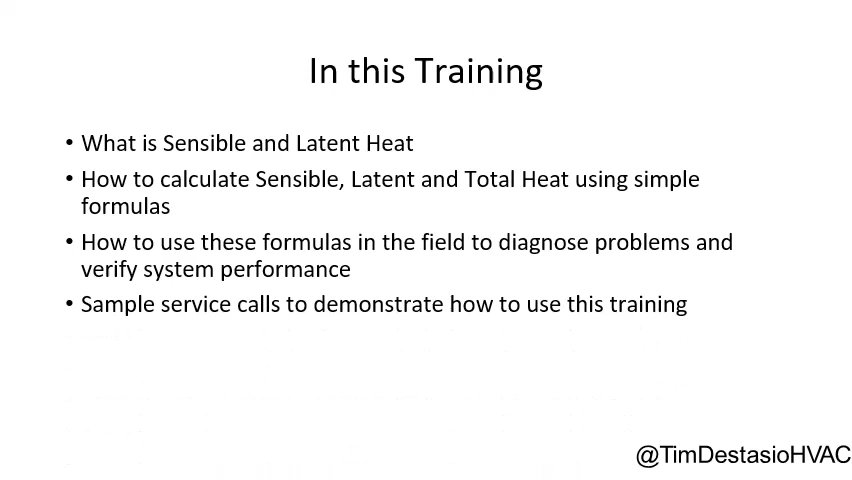 In this Training
• What is Sensible and Latent Heat
• How to calculate Sensible, Latent and Total Heat using simple
formulas
• How to use these formulas in the field to diagnose problems and
verify system performance
• Sample service calls to demonstrate how to use this training
@TimDestasioHVAC